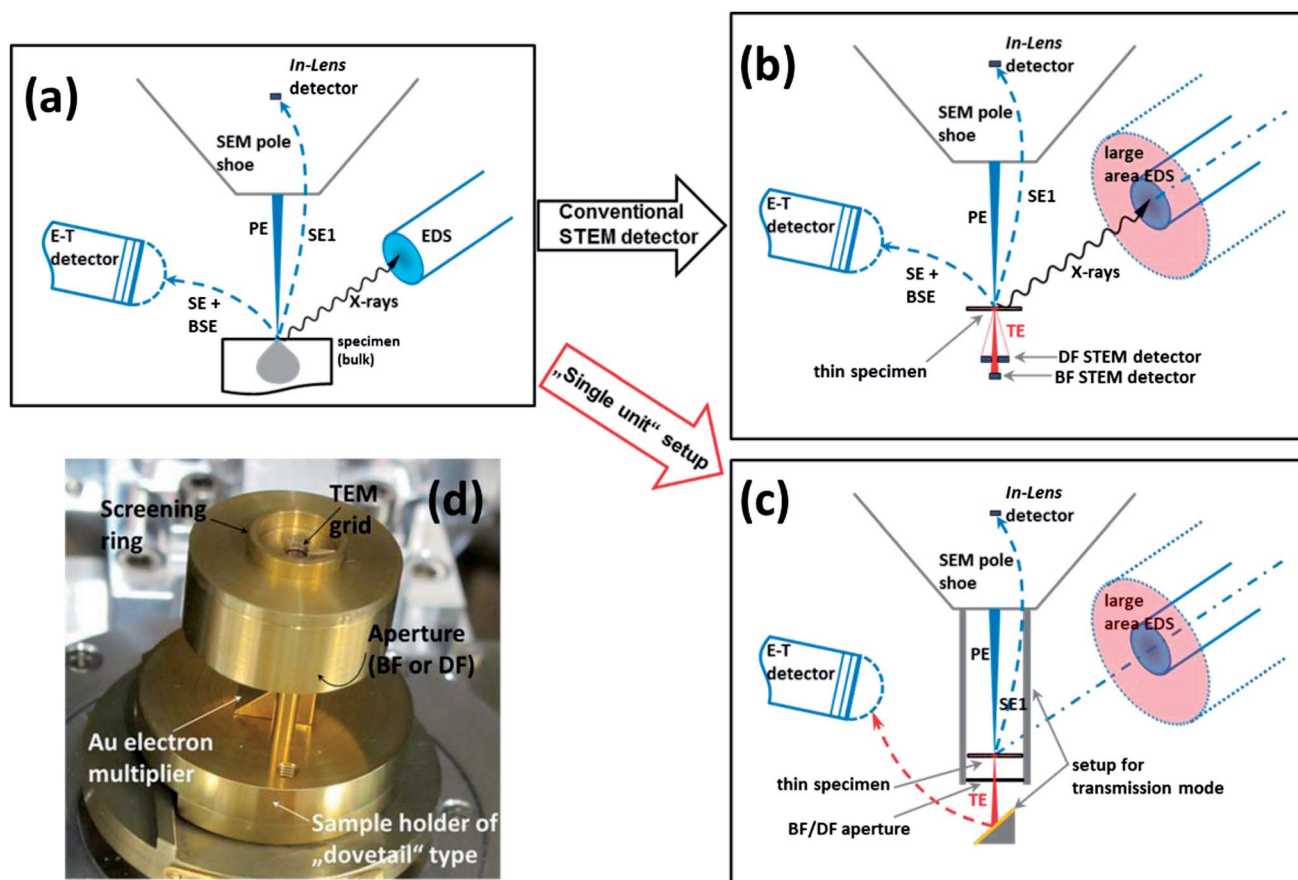 (a)
In-Lens
detector
SEM pole
shoe
E-T
detector
PE
SE1
EDS
SE +
BSE
X-rays
specimen
(bulk)
Conventional
STEM detector
„Single unit“ setup
(b)
In-Lens
detector
SEM pole
shoe
large
area EDS
E-T
detector
PE
SE1
SE +
BSE
X-rays
TE
thin specimen
DF STEM detector
BF STEM detector
(c)
In-Lens
detector
SEM pole
shoe
large
area EDS
E-T
detector
PE
SE1
thin specimen
setup for
transmission mode
TE
BF/DF aperture
(d)
Screening
ring
TEM
grid
Aperture
(BF or DF)
Au electron
multiplier
Sample holder of
„dovetail“ type